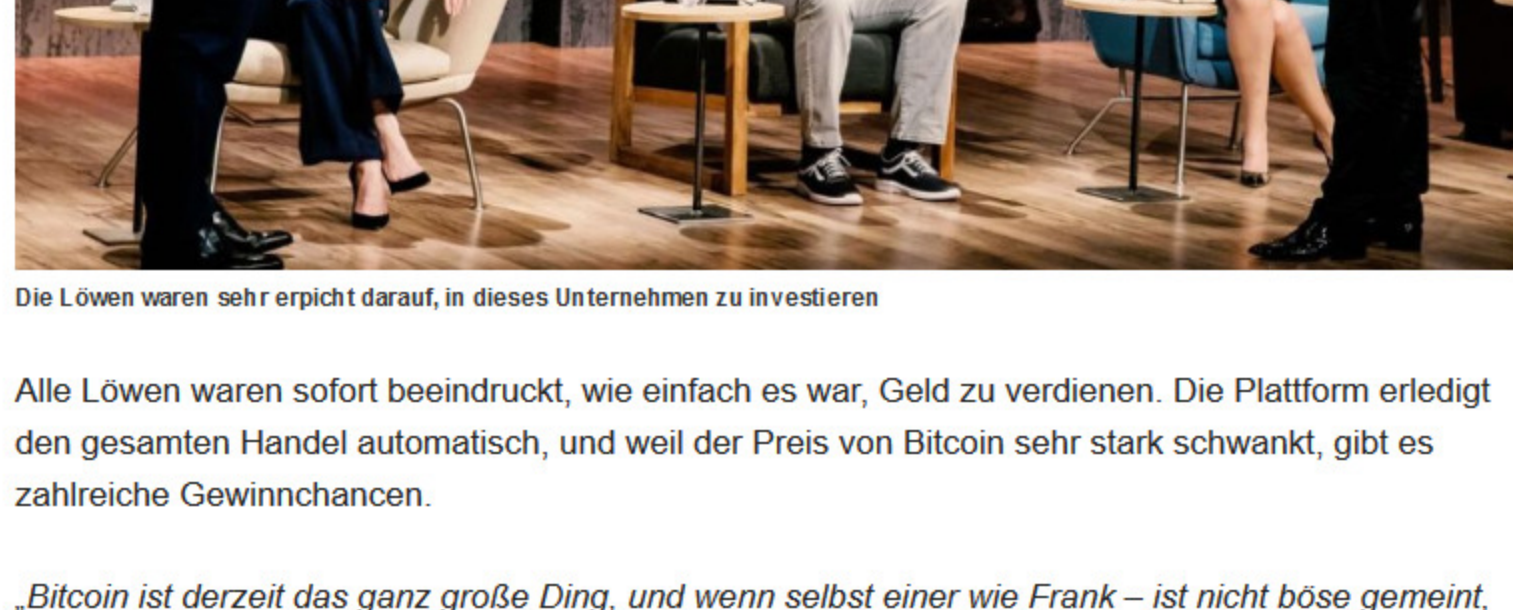 Die Löwen waren sehr erpicht darauf, in dieses Unternehmen zu investieren
Alle Löwen waren sofort beeindruckt, wie einfach es war, Geld zu verdienen. Die Plattform erledigt
den gesamten Handel automatisch, und weil der Preis von Bitcoin sehr stark schwankt, gibt es
zahlreiche Gewinnchancen.
„Bitcoin ist derzeit das ganz große Ding, und wenn selbst einer wie Frank – ist nicht böse gemeint,